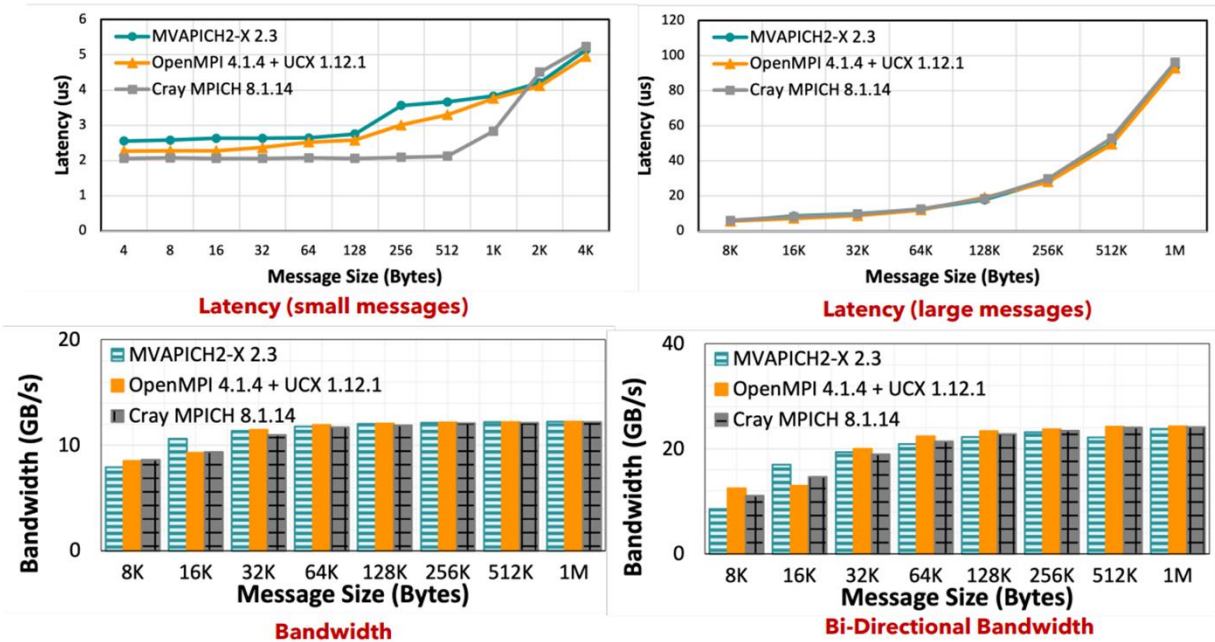 6
5
4
3
2
1
0
Latency (us)
MVAPICH2-X 2.3
OpenMPI 4.1.4 + UCX 1.12.1
Cray MPICH 8.1.14
4 8 16 32 64 128 256 512 1K 2K 4K
Message Size (Bytes)
Latency (small messages)
120
100
80
60
40
20
0
Latency (us)
MVAPICH2-X 2.3
OpenMPI 4.1.4 + UCX 1.12.1
Cray MPICH 8.1.14
8K 16K 32K 64K 128K 256K 512K 1M
Message Size (Bytes)
Latency (large messages)
20
10
0
Bandwidth (GB/s)
MVAPICH2-X 2.3
OpenMPI 4.1.4 + UCX 1.12.1
Cray MPICH 8.1.14
8K 16K 32K 64K 128K 256K 512K 1M
Message Size (Bytes)
Bandwidth
40
20
0
Bandwidth (GB/s)
MVAPICH2-X 2.3
OpenMPI 4.1.4 + UCX 1.12.1
Cray MPICH 8.1.14
8K 16K 32K 64K 128K 256K 512K 1M
Message Size (Bytes)
Bi-Directional Bandwidth